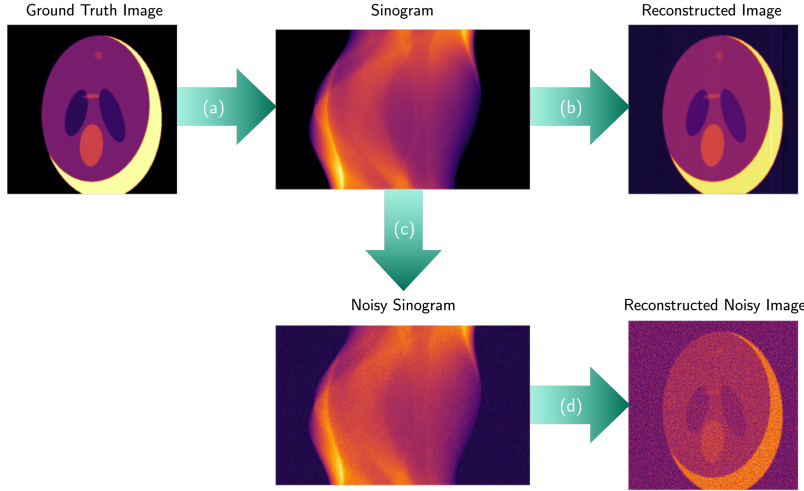 Ground Truth Image
Sinogram
Reconstructed Image
(a)
(b)
(c)
Noisy Sinogram
Reconstructed Noisy Image
(d)